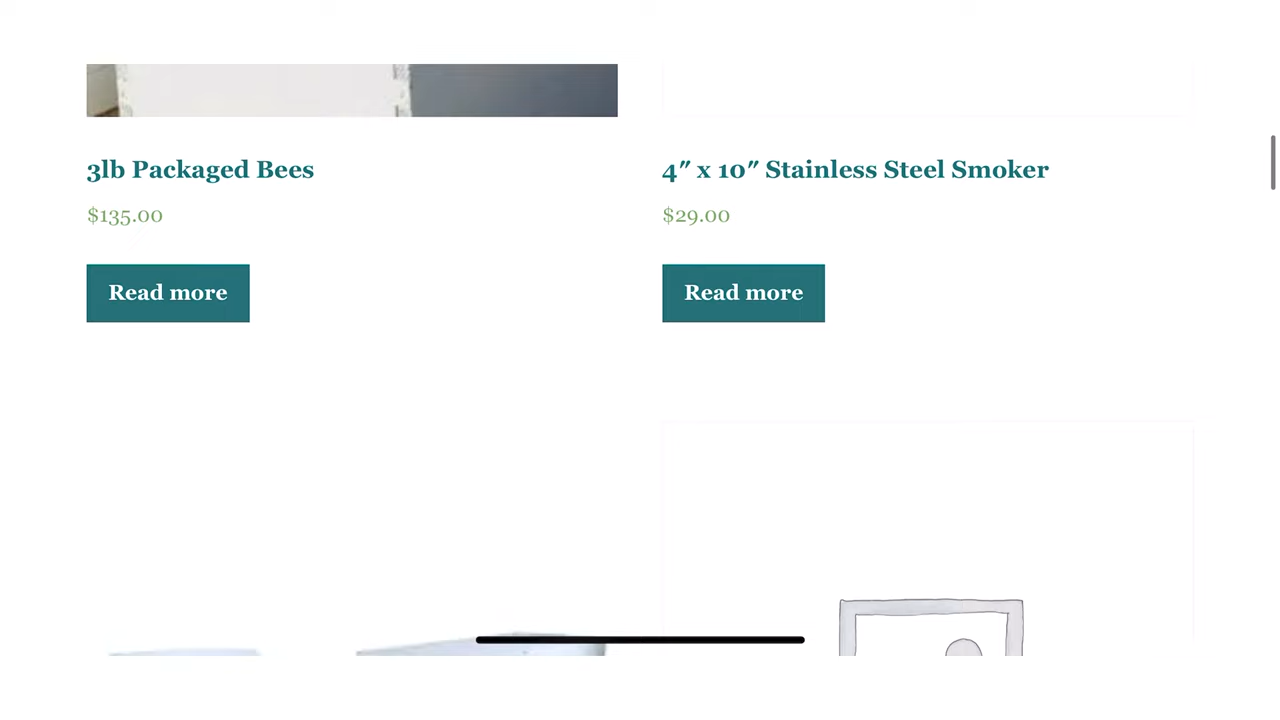 3lb Packaged Bees
$135.00
Read more
4″ x 10″ Stainless Steel Smoker
$29.00
Read more